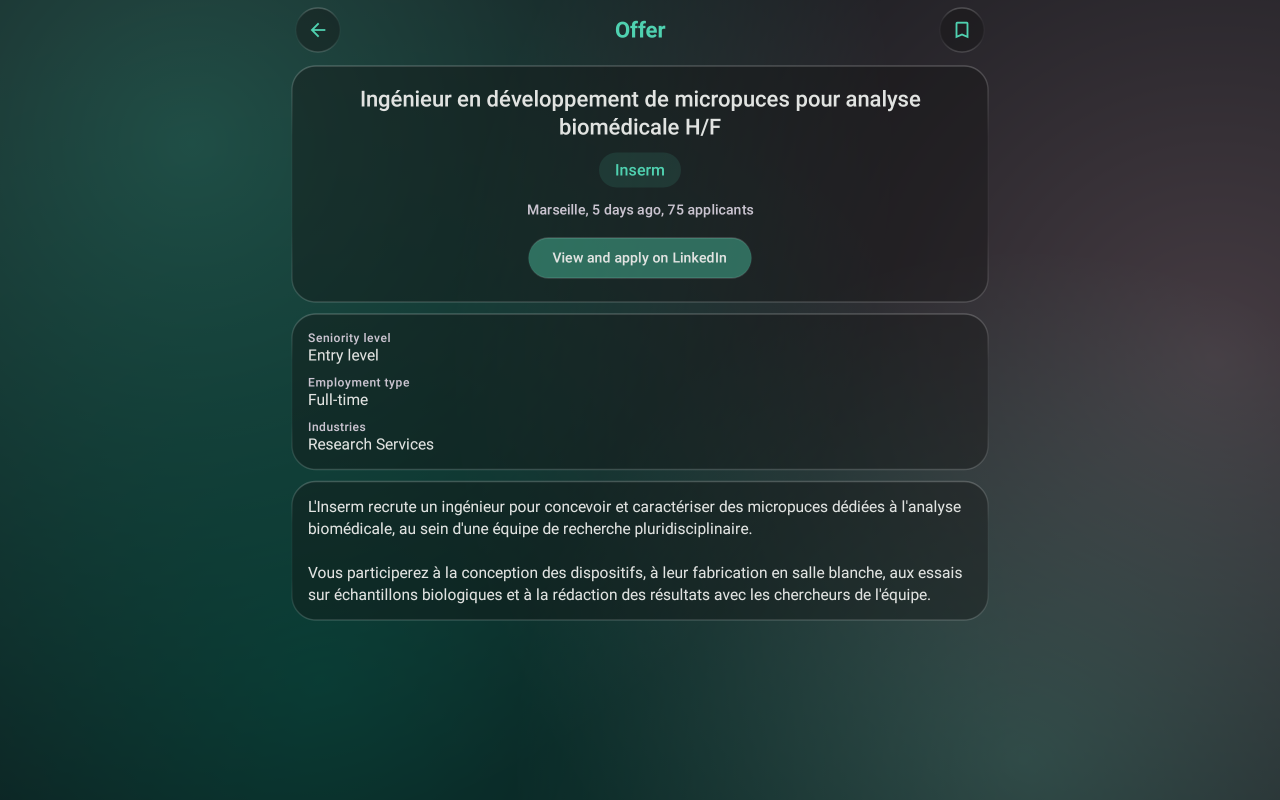 Offer
Ingénieur en développement de micropuces pour analyse
biomédicale H/F
Inserm
Marseille, 5 days ago, 75 applicants
View and apply on LinkedIn
Seniority level
Entry level
Employment type
Full-time
Industries
Research Services
L'Inserm recrute un ingénieur pour concevoir et caractériser des micropuces dédiées à l'analyse
biomédicale, au sein d'une équipe de recherche pluridisciplinaire.
Vous participerez à la conception des dispositifs, à leur fabrication en salle blanche, aux essais
sur échantillons biologiques et à la rédaction des résultats avec les chercheurs de l'équipe.